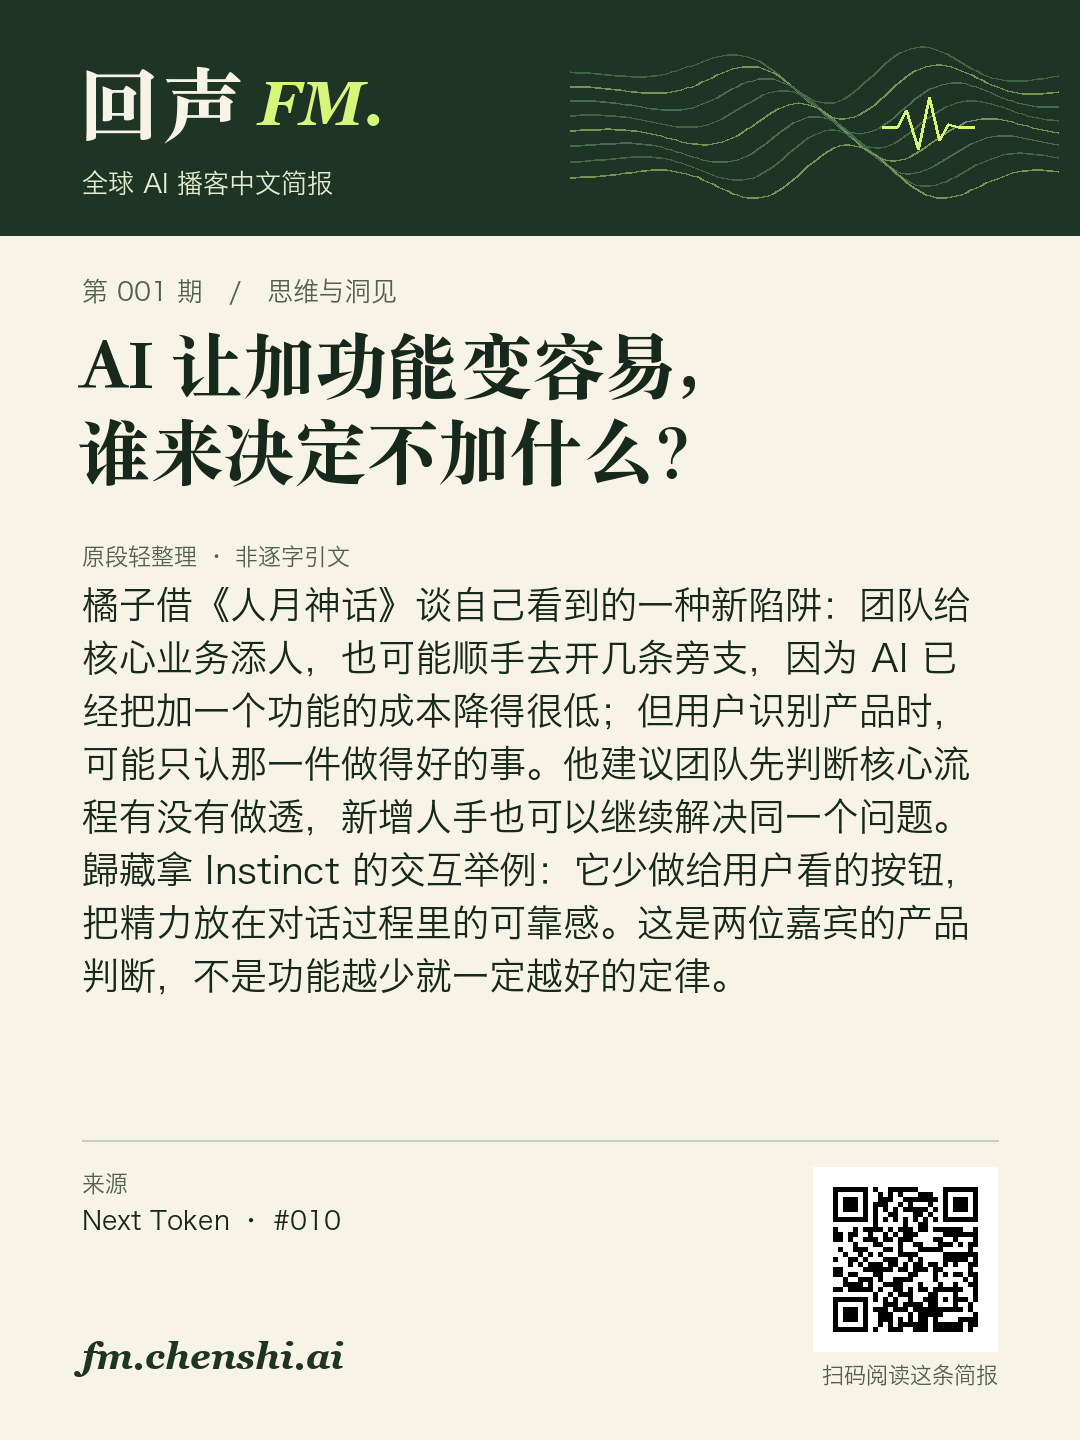 回声 FM.
全球 AI 播客中文简报
第 001 期 / 思维与洞见
AI 让加功能变容易，
谁来决定不加什么？
原段轻整理 · 非逐字引文
橘子借《人月神话》谈自己看到的一种新陷阱：团队给
核心业务添人，也可能顺手去开几条旁支，因为 AI 已
经把加一个功能的成本降得很低；但用户识别产品时，
可能只认那一件做得好的事。他建议团队先判断核心流
程有没有做透，新增人手也可以继续解决同一个问题。
歸藏拿 Instinct 的交互举例：它少做给用户看的按钮，
把精力放在对话过程里的可靠感。这是两位嘉宾的产品
判断，不是功能越少就一定越好的定律。
来源
Next Token · #010
fm.chenshi.ai
扫码阅读这条简报